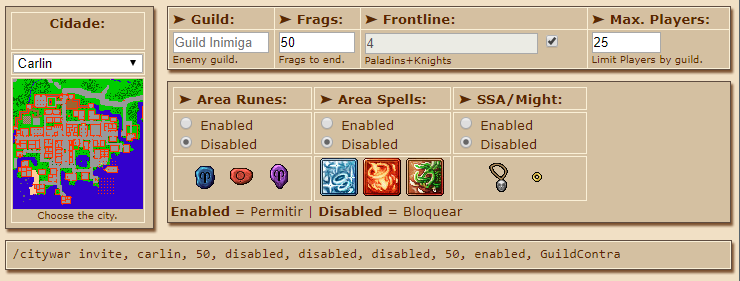 Cidade:
Carlin
Choose the city.
➤ Guild:
Guild Inimiga
Enemy guild.
➤ Frags:
50
Frags to end.
➤ Frontline:
4
Paladins+Knights
➤ Max. Players:
25
Limit Players by guild.
➤ Area Runes:
Enabled
Disabled
➤ Area Spells:
Enabled
Disabled
➤ SSA/Might:
Enabled
Disabled
Enabled = Permitir | Disabled = Bloquear
/citywar invite, carlin, 50, disabled, disabled, disabled, 50, enabled, GuildContra